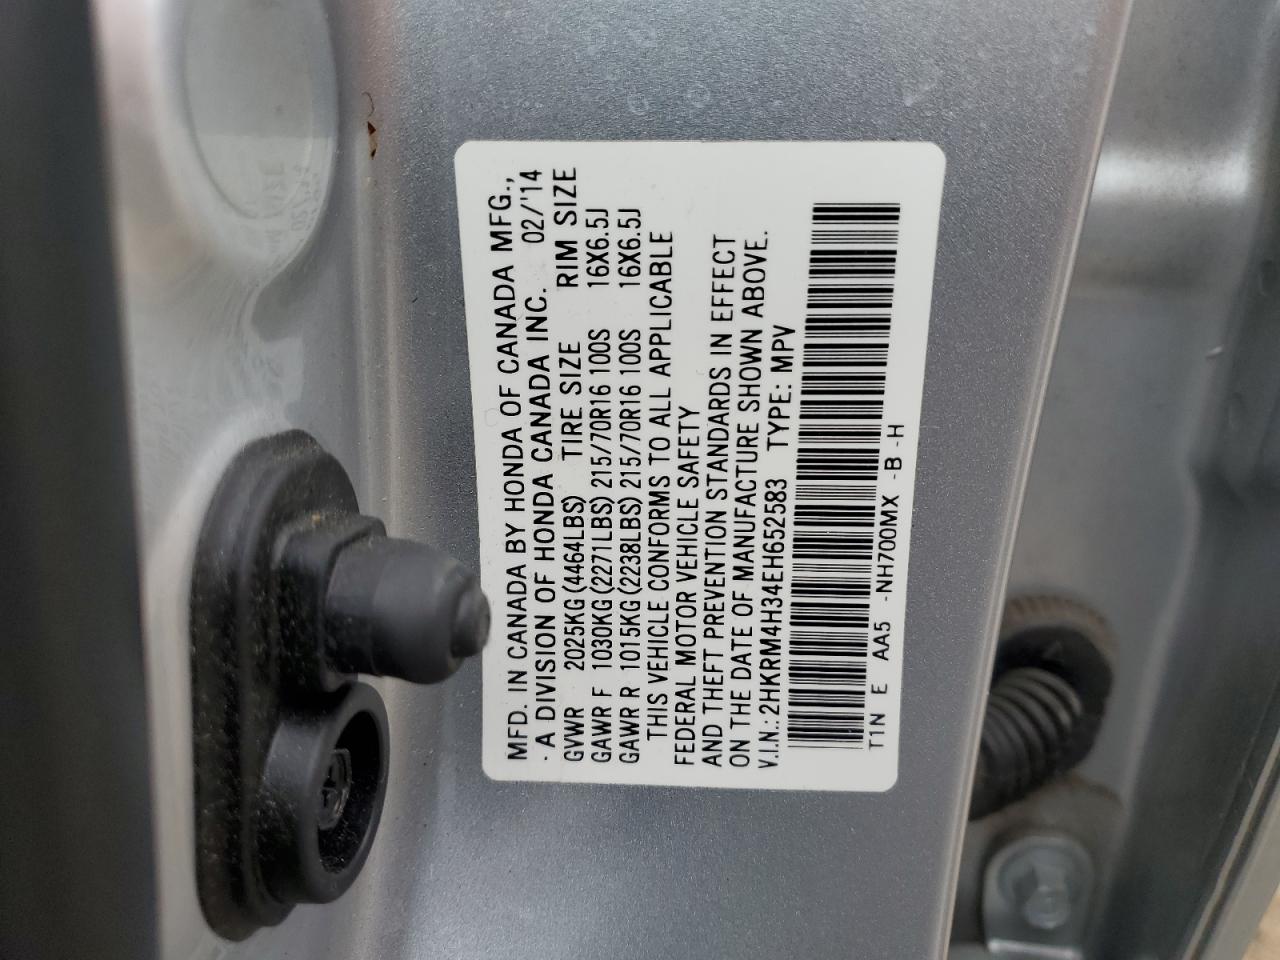 MFD. IN CANADA BY HONDA OF CANADA MFG.,
. A DIVISION OF HONDA CANADA INC. 02/'14
GVWR 2025KG(4464LBS) TIRE SIZE RIM SIZE
GAWR F 1030KG(2271LBS) 215/70R16 100S 16X6.5J
GAWR R 1015KG(2238LBS) 215/70R16 100S 16X6.5J
THIS VEHICLE CONFORMS TO ALL APPLICABLE
FEDERAL MOTOR VEHICLE SAFETY
AND THEFT PREVENTION STANDARDS IN EFFECT
ON THE DATE OF MANUFACTURE SHOWN ABOVE.
V.I.N.: 2HKRM4H34EH652583 TYPE: MPV
T1N E AA5 -NH700MX -B -H